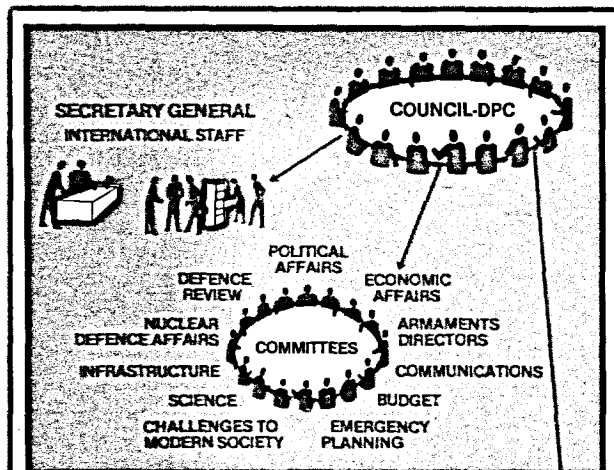 SECRETARY GENERAL
INTERNATIONAL STAFF
COUNCIL-DPC
POLITICAL
AFFAIRS
DEFENCE
REVIEW
ECONOMIC
AFFAIRS
NUCLEAR
DEFENCE AFFAIRS
ARMAMENTS
DIRECTORS
COMMITTEES
INFRASTRUCTURE
COMMUNICATIONS
SCIENCE
BUDGET
CHALLENGES TO
MODERN SOCIETY
EMERGENCY
PLANNING